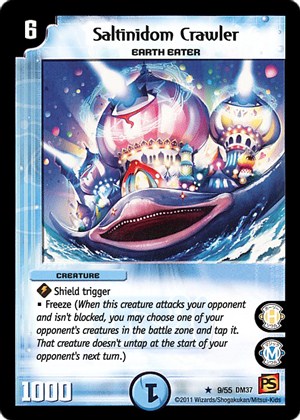 6
Saltinidom Crawler
EARTH EATER
CREATURE
Shield trigger
▪ Freeze (When this creature attacks your opponent
and isn't blocked, you may choose one of your
opponent's creatures in the battle zone and tap it.
That creature doesn't untap at the start of your
opponent's next turn.)
H
M
PS
1000
1
★ 9/55 DM37
©2011 Wizards/Shogakukan/Mitsui-Kids